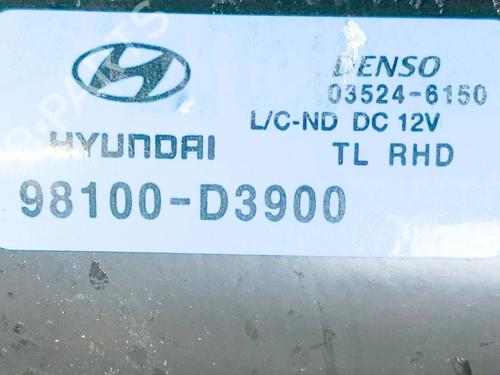 DENSO
03524-6150
L/C-ND DC 12V
HYUNDAI
TL RHD
98100-D3900